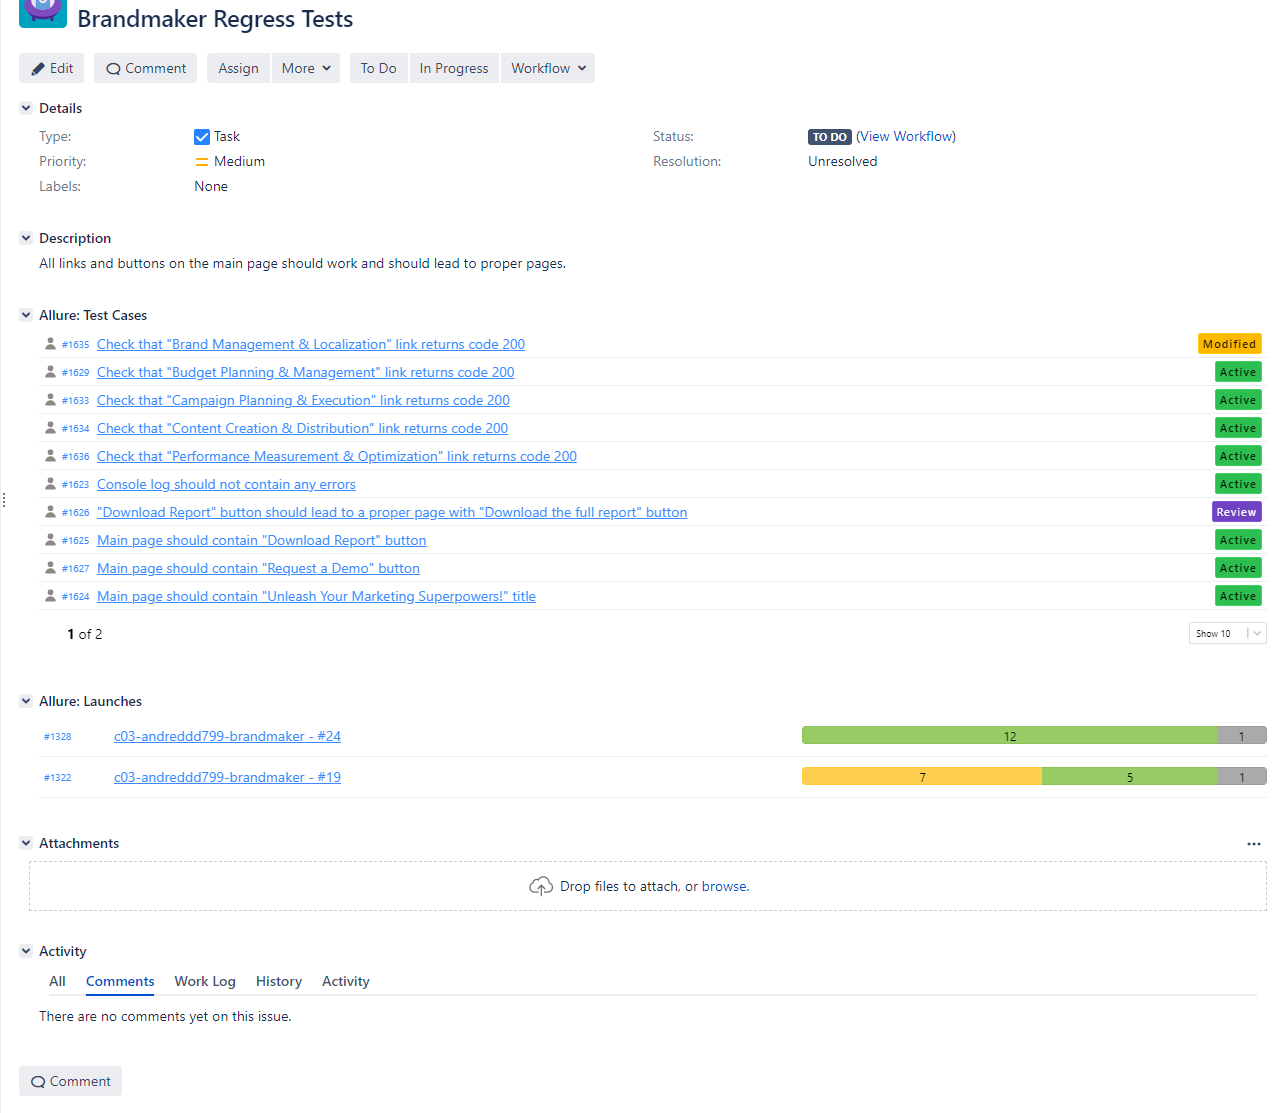 Brandmaker Regress Tests
Edit Comment Assign More To Do In Progress Workflow
Details
Type: Task Status: TO DO (View Workflow)
Priority: Medium Resolution: Unresolved
Labels: None
Description
All links and buttons on the main page should work and should lead to proper pages.
Allure: Test Cases
#1635 Check that "Brand Management & Localization" link returns code 200 Modified
#1629 Check that "Budget Planning & Management" link returns code 200 Active
#1633 Check that "Campaign Planning & Execution" link returns code 200 Active
#1634 Check that "Content Creation & Distribution" link returns code 200 Active
#1636 Check that "Performance Measurement & Optimization" link returns code 200 Active
#1623 Console log should not contain any errors Active
#1626 "Download Report" button should lead to a proper page with "Download the full report" button Review
#1625 Main page should contain "Download Report" button Active
#1627 Main page should contain "Request a Demo" button Active
#1624 Main page should contain "Unleash Your Marketing Superpowers!" title Active
1 of 2 Show 10
Allure: Launches
#1328 c03-andreddd799-brandmaker - #24 12 1
#1322 c03-andreddd799-brandmaker - #19 7 5 1
Attachments
Drop files to attach, or browse.
Activity
All Comments Work Log History Activity
There are no comments yet on this issue.
Comment